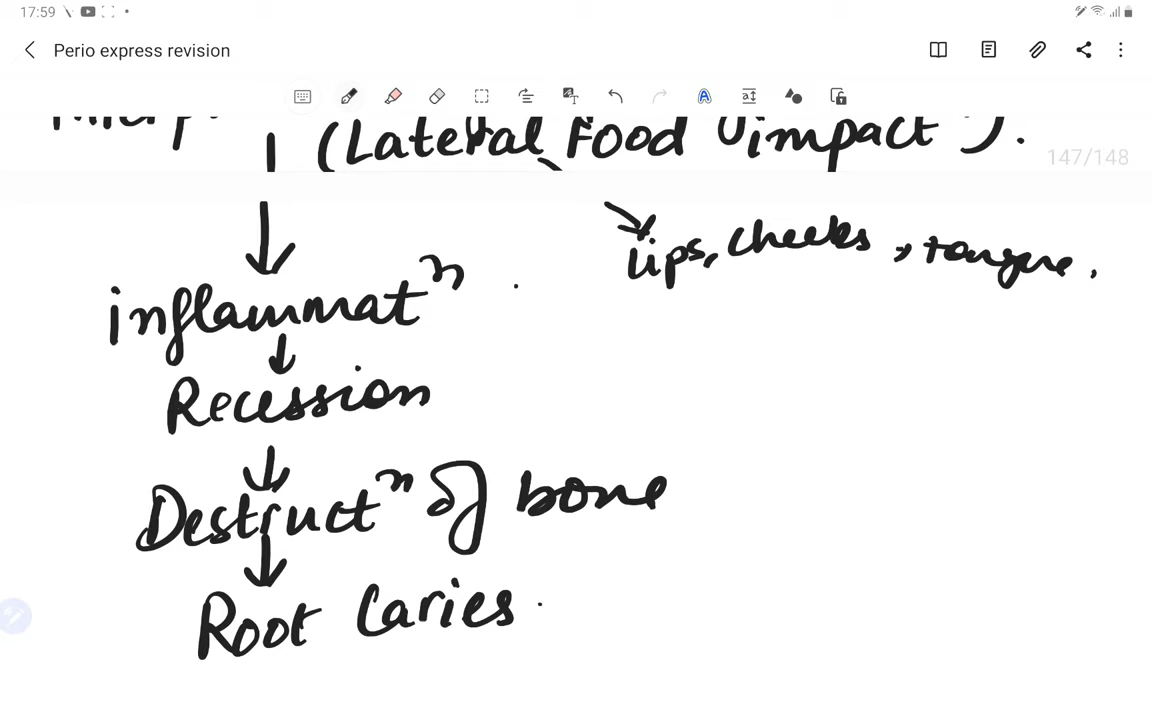 17:59
Perio express revision
(Lateral Food impact").
147/148
lips, cheeks, tongue.
inflammatⁿ.
Recession
Destructⁿ of bone
Root Caries.